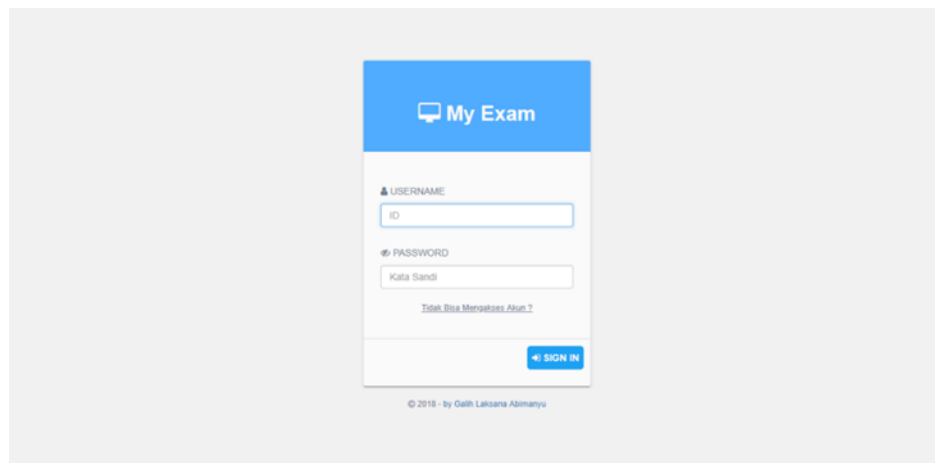 My Exam
USERNAME
ID
PASSWORD
Kata Sandi
Tidak Bisa Mengakses Akun ?
SIGN IN
© 2018 - by Galih Laksana Abimanyu